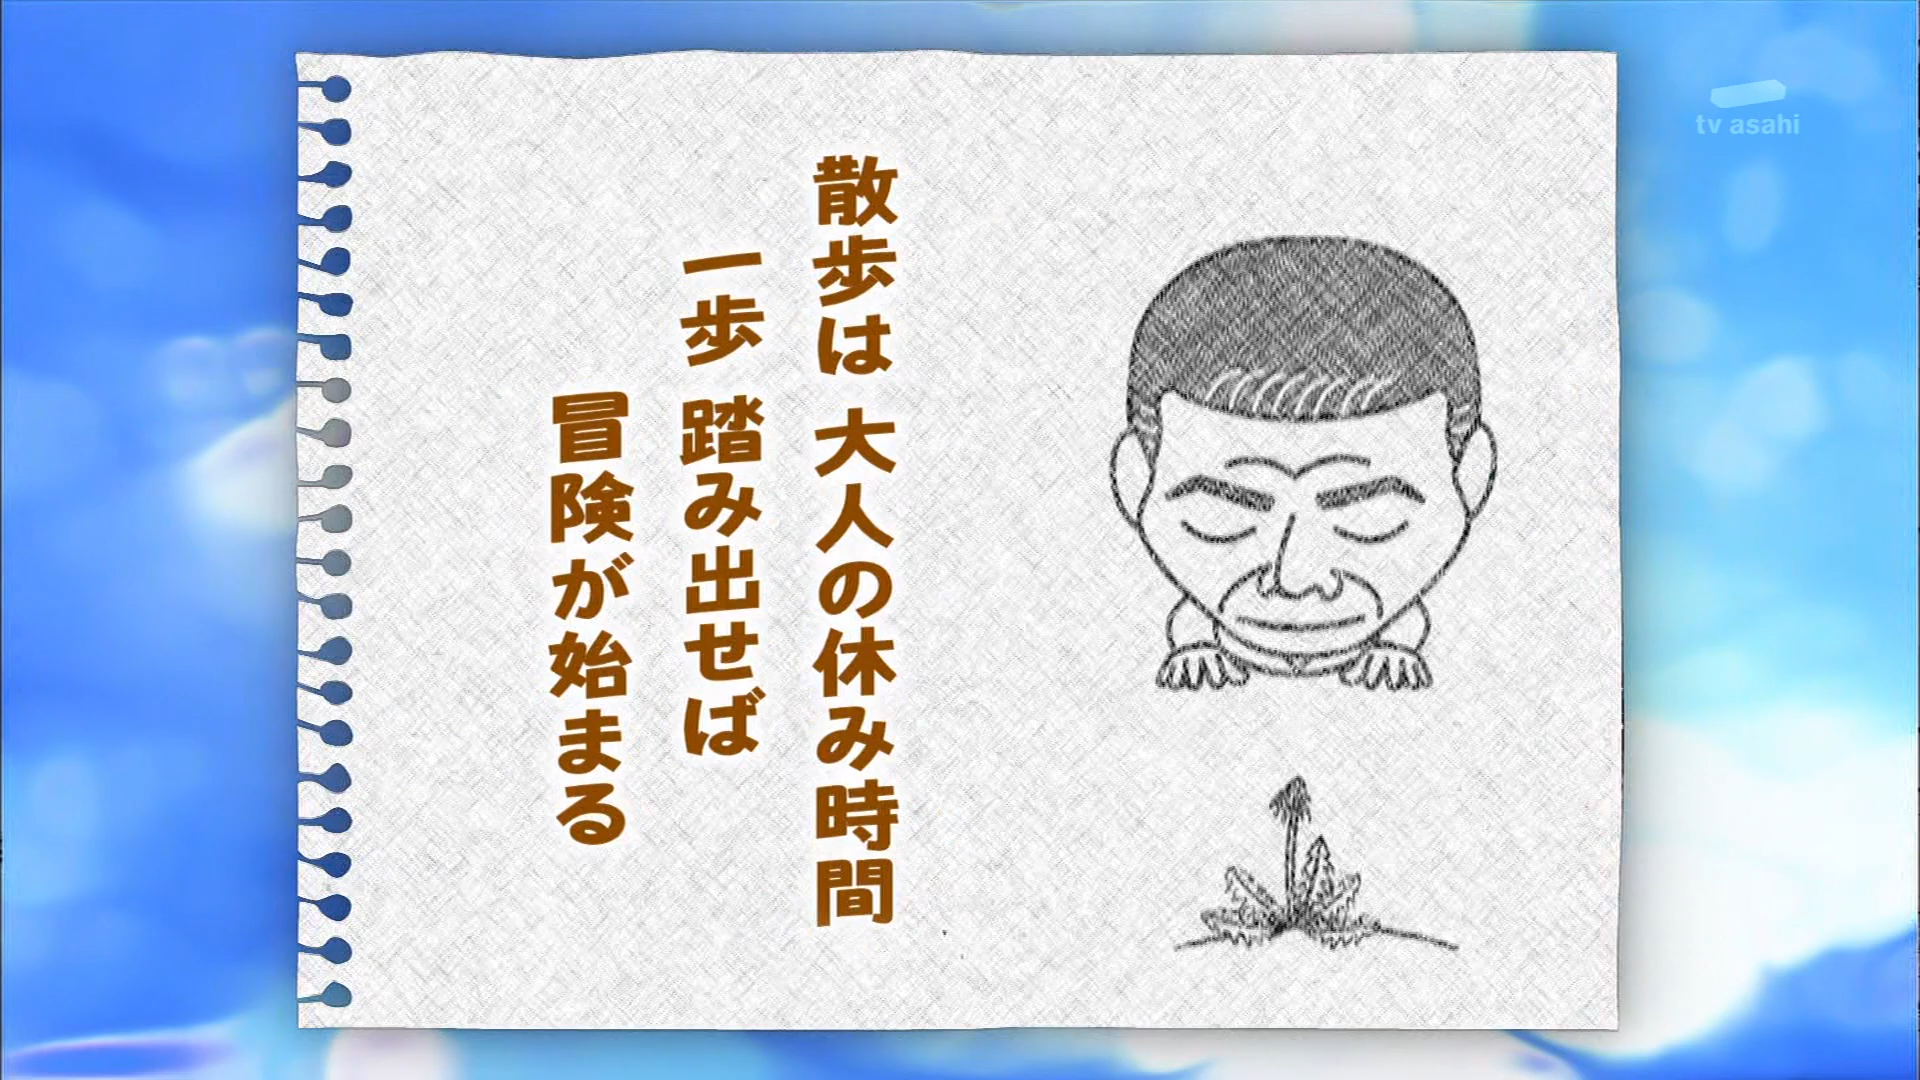 散歩は 大人の休み時間
一歩 踏み出せば
冒険が始まる
tv asahi